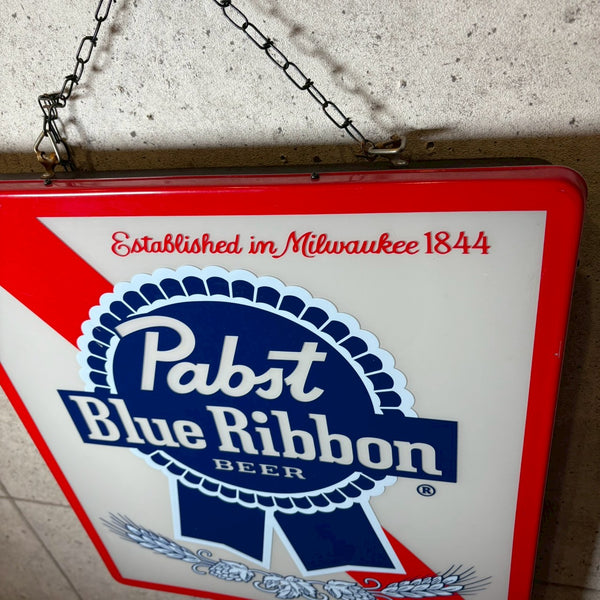 Established in Milwaukee 1844
Pabst
Blue Ribbon
BEER
®